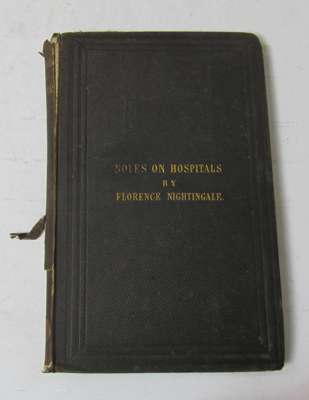 NOTES ON HOSPITALS
BY
FLORENCE NIGHTINGALE.